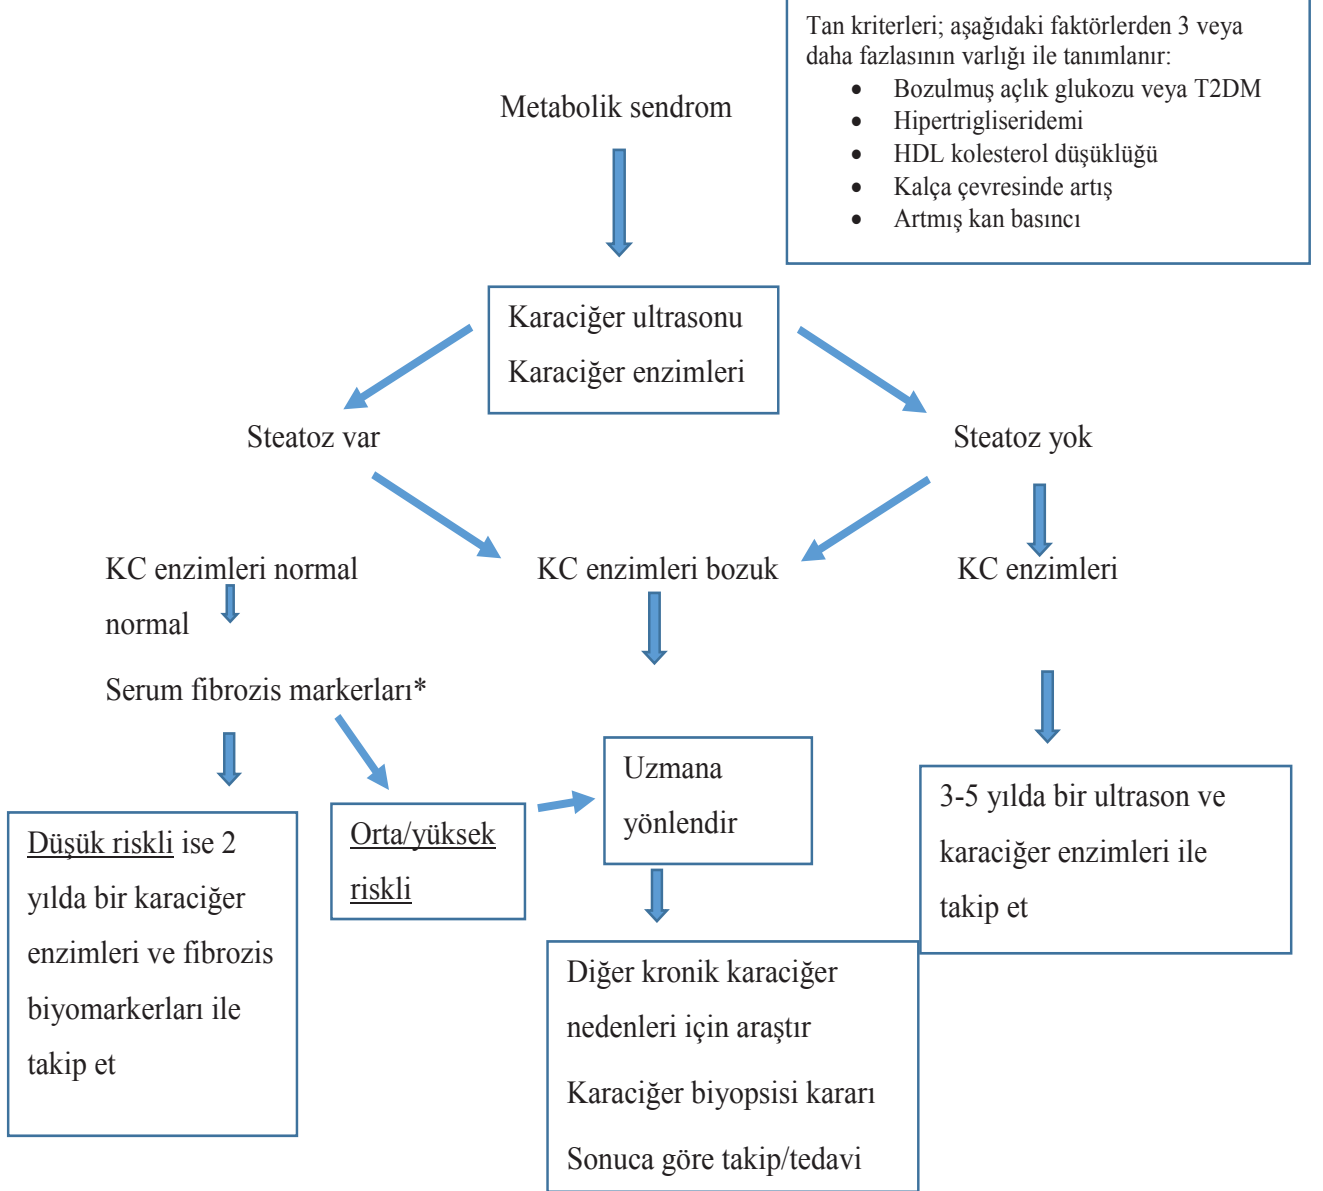 Tan kriterleri; aşağıdaki faktörlerden 3 veya
daha fazlasının varlığı ile tanımlanır:
• Bozulmuş açlık glukozu veya T2DM
• Hipertrigliseridemi
• HDL kolesterol düşüklüğü
• Kalça çevresinde artış
• Artmış kan basıncı
Metabolik sendrom
Karaciğer ultrasonu
Karaciğer enzimleri
Steatoz var
Steatoz yok
KC enzimleri normal
KC enzimleri bozuk
KC enzimleri
normal
Serum fibrozis markerları*
Düşük riskli ise 2
yılda bir karaciğer
enzimleri ve fibrozis
biyomarkerları ile
takip et
Orta/yüksek
riskli
Uzmana
yönlendir
3-5 yılda bir ultrason ve
karaciğer enzimleri ile
takip et
Diğer kronik karaciğer
nedenleri için araştır
Karaciğer biyopsisi kararı
Sonuca göre takip/tedavi